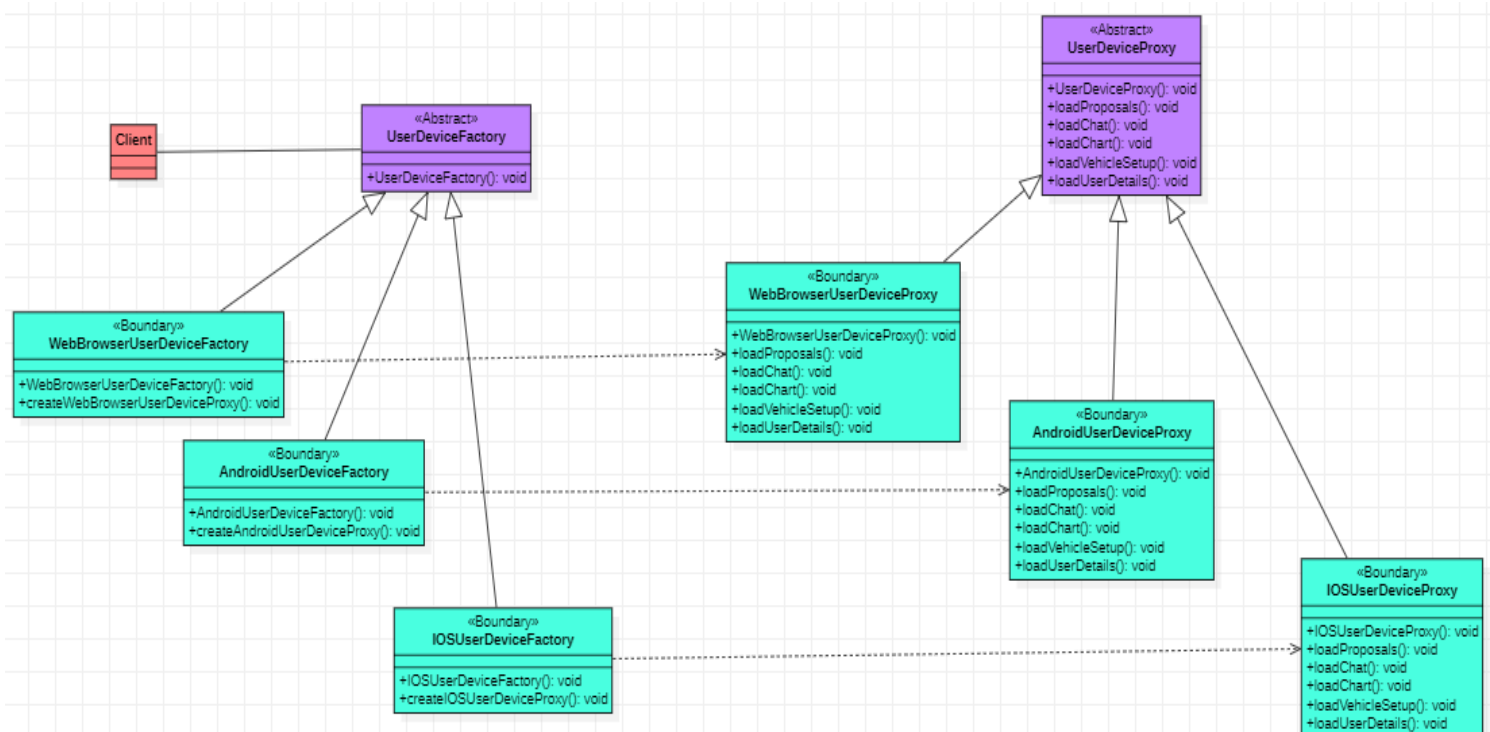 «Abstract»
UserDeviceProxy
+UserDeviceProxy(): void
+loadProposals(): void
+loadChat(): void
+loadChart(): void
+loadVehicleSetup(): void
+loadUserDetails(): void
Client
«Abstract»
UserDeviceFactory
+UserDeviceFactory(): void
«Boundary»
WebBrowserUserDeviceProxy
+WebBrowserUserDeviceProxy(): void
+loadProposals(): void
+loadChat(): void
+loadChart(): void
+loadVehicleSetup(): void
+loadUserDetails(): void
«Boundary»
WebBrowserUserDeviceFactory
+WebBrowserUserDeviceFactory(): void
+createWebBrowserUserDeviceProxy(): void
«Boundary»
AndroidUserDeviceProxy
+AndroidUserDeviceProxy(): void
+loadProposals(): void
+loadChat(): void
+loadChart(): void
+loadVehicleSetup(): void
+loadUserDetails(): void
«Boundary»
AndroidUserDeviceFactory
+AndroidUserDeviceFactory(): void
+createAndroidUserDeviceProxy(): void
«Boundary»
IOSUserDeviceProxy
+IOSUserDeviceProxy(): void
+loadProposals(): void
+loadChat(): void
+loadChart(): void
+loadVehicleSetup(): void
+loadUserDetails(): void
«Boundary»
IOSUserDeviceFactory
+IOSUserDeviceFactory(): void
+createIOSUserDeviceProxy(): void